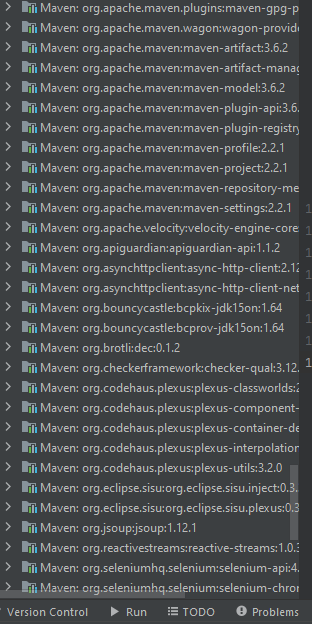 Maven: org.apache.maven.plugins:maven-gpg-p
Maven: org.apache.maven.wagon:wagon-provide
Maven: org.apache.maven:maven-artifact:3.6.2
Maven: org.apache.maven:maven-artifact-manag
Maven: org.apache.maven:maven-model:3.6.2
Maven: org.apache.maven:maven-plugin-api:3.6.
Maven: org.apache.maven:maven-plugin-registry
Maven: org.apache.maven:maven-profile:2.2.1
Maven: org.apache.maven:maven-project:2.2.1
Maven: org.apache.maven:maven-repository-me
Maven: org.apache.maven:maven-settings:2.2.1
Maven: org.apache.velocity:velocity-engine-core
Maven: org.apiguardian:apiguardian-api:1.1.2
Maven: org.asynchttpclient:async-http-client:2.12
Maven: org.asynchttpclient:async-http-client-net
Maven: org.bouncycastle:bcpkix-jdk15on:1.64
Maven: org.bouncycastle:bcprov-jdk15on:1.64
Maven: org.brotli:dec:0.1.2
Maven: org.checkerframework:checker-qual:3.12.
Maven: org.codehaus.plexus:plexus-classworlds:2
Maven: org.codehaus.plexus:plexus-component-
Maven: org.codehaus.plexus:plexus-container-de
Maven: org.codehaus.plexus:plexus-interpolation
Maven: org.codehaus.plexus:plexus-utils:3.2.0
Maven: org.eclipse.sisu:org.eclipse.sisu.inject:0.3.
Maven: org.eclipse.sisu:org.eclipse.sisu.plexus:0.3
Maven: org.jsoup:jsoup:1.12.1
Maven: org.reactivestreams:reactive-streams:1.0.3
Maven: org.seleniumhq.selenium:selenium-api:4.
Maven: org.seleniumhq.selenium:selenium-chron
Version Control Run TODO Problems